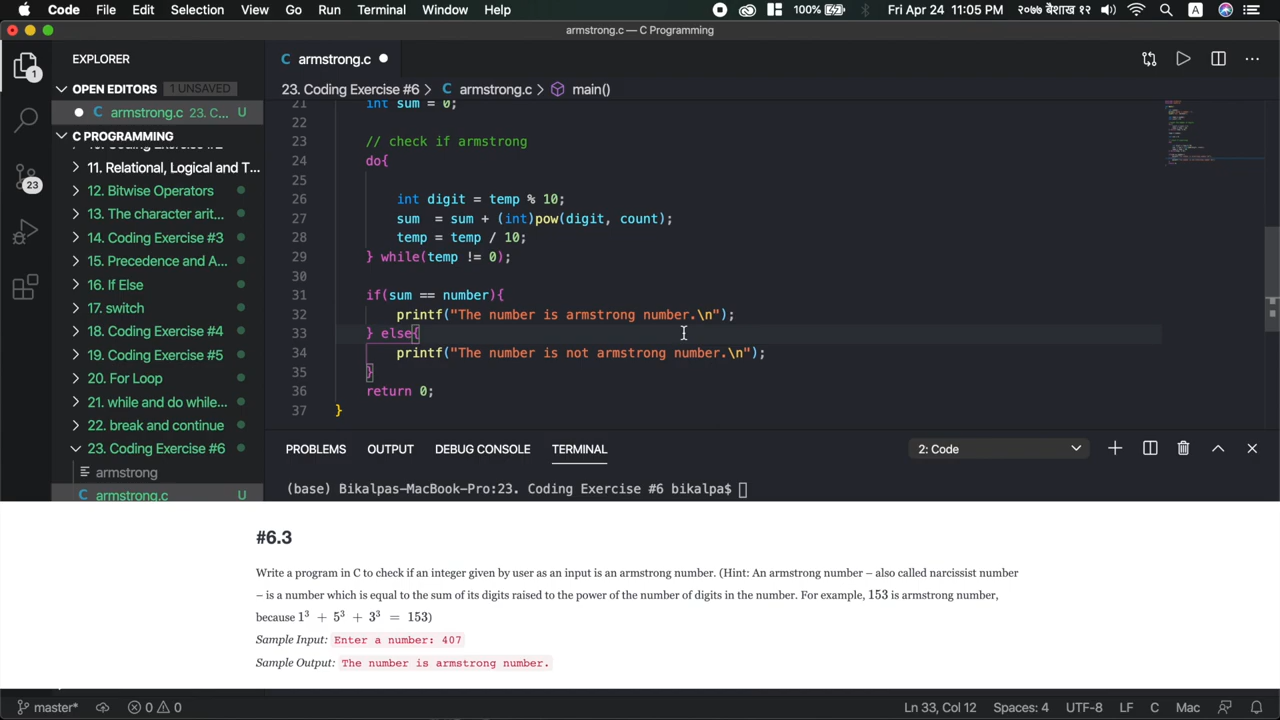 Code File Edit Selection View Go Run Terminal Window Help 100% Fri Apr 24 11:05 PM २०७७ बैशाख १२ A
armstrong.c — C Programming
EXPLORER
C armstrong.c
OPEN EDITORS 1 UNSAVED
23. Coding Exercise #6 > C armstrong.c > main()
1
C armstrong.c 23. C... U
C PROGRAMMING
11. Relational, Logical and T...
12. Bitwise Operators
13. The character arit...
14. Coding Exercise #3
15. Precedence and A...
16. If Else
17. switch
18. Coding Exercise #4
19. Coding Exercise #5
20. For Loop
21. while and do while...
22. break and continue
23. Coding Exercise #6
armstrong
C armstrong.c U
23
21 int sum = 0;
22
23 // check if armstrong
24 do{
25
26 int digit = temp % 10;
27 sum  = sum + (int)pow(digit, count);
28 temp = temp / 10;
29 } while(temp != 0);
30
31 if(sum == number){
32 printf("The number is armstrong number.\n");
33 } else{
34 printf("The number is not armstrong number.\n");
35 }
36 return 0;
37 }
PROBLEMS OUTPUT DEBUG CONSOLE TERMINAL 2: Code
(base) Bikalpas-MacBook-Pro:23. Coding Exercise #6 bikalpa$
#6.3
Write a program in C to check if an integer given by user as an input is an armstrong number. (Hint: An armstrong number – also called narcissist number
– is a number which is equal to the sum of its digits raised to the power of the number of digits in the number. For example, 153 is armstrong number,
because 1³ + 5³ + 3³ = 153)
Sample Input: Enter a number: 407
Sample Output: The number is armstrong number.
master* 0 0 Ln 33, Col 12 Spaces: 4 UTF-8 LF C Mac